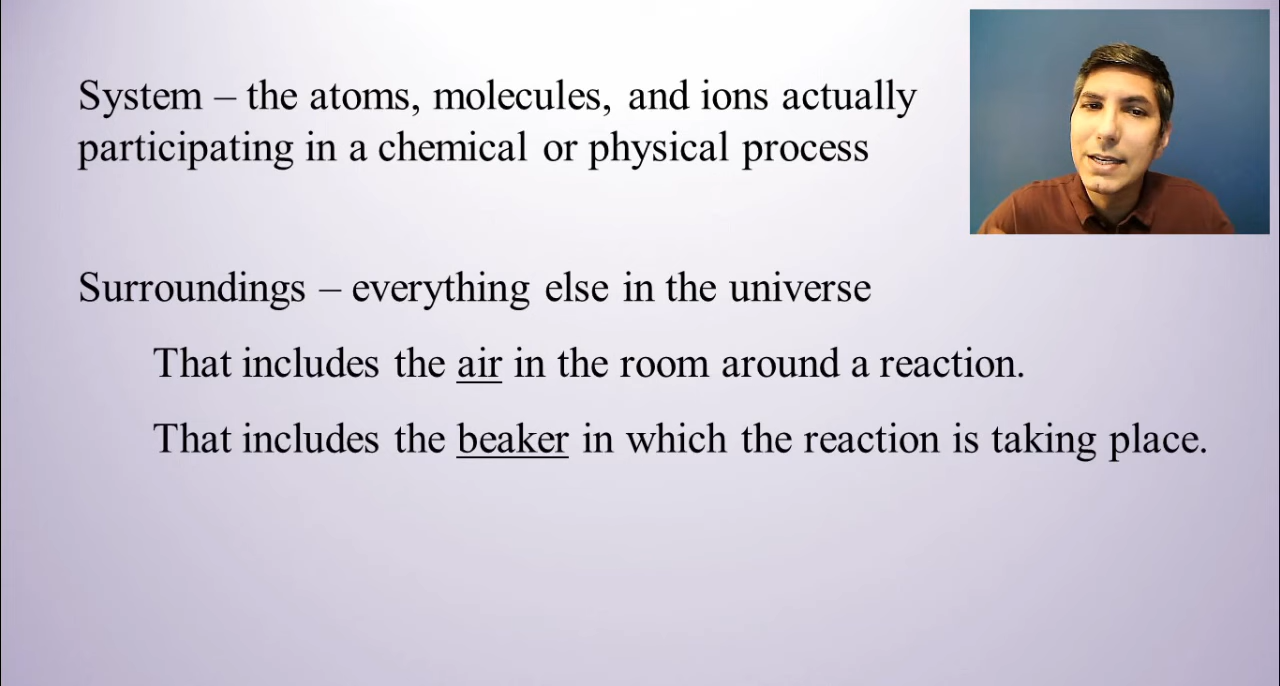 System – the atoms, molecules, and ions actually
participating in a chemical or physical process
Surroundings – everything else in the universe
That includes the air in the room around a reaction.
That includes the beaker in which the reaction is taking place.